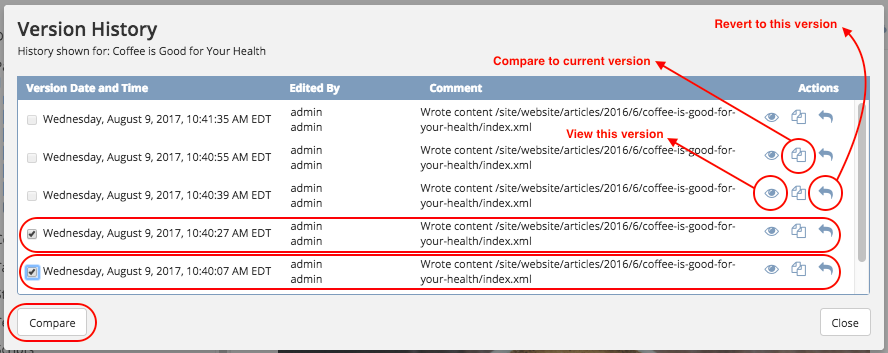 Version History
Revert to this version
History shown for: Coffee is Good for Your Health
Compare to current version
Version Date and Time Edited By Comment Actions
Wednesday, August 9, 2017, 10:41:35 AM EDT admin Wrote content /site/website/articles/2016/6/coffee-is-good-for-
admin your-health/index.xml
View this version
Wednesday, August 9, 2017, 10:40:55 AM EDT admin Wrote content /site/website/articles/2016/6/coffee-is-good-for-
admin your-health/index.xml
Wednesday, August 9, 2017, 10:40:39 AM EDT admin Wrote content /site/website/articles/2016/6/coffee-is-good-for-
admin your-health/index.xml
Wednesday, August 9, 2017, 10:40:27 AM EDT admin Wrote content /site/website/articles/2016/6/coffee-is-good-for-
admin your-health/index.xml
Wednesday, August 9, 2017, 10:40:07 AM EDT admin Wrote content /site/website/articles/2016/6/coffee-is-good-for-
admin your-health/index.xml
Compare Close